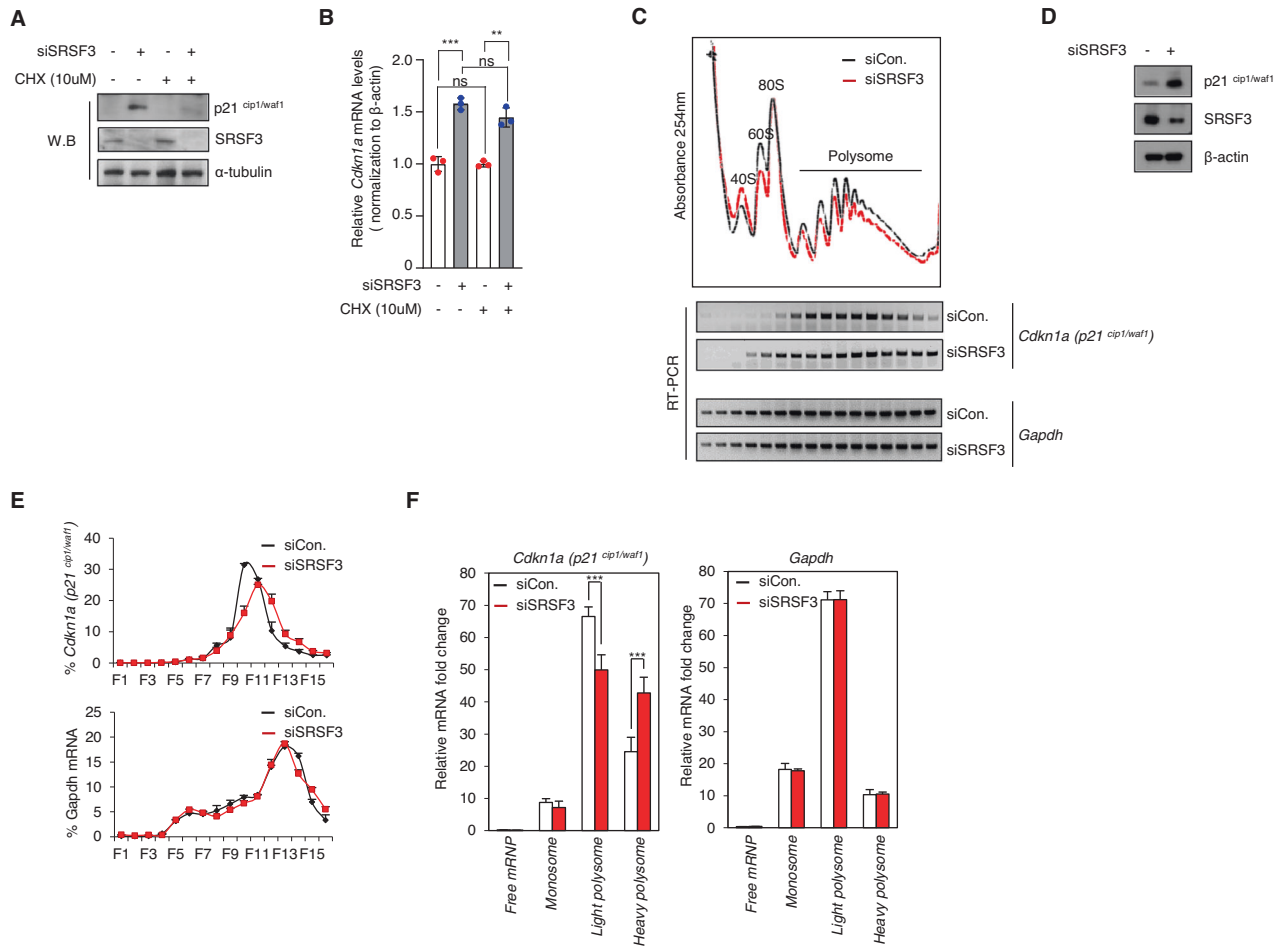 A
siSRSF3 - + - +
CHX (10uM) - - + +
W.B
p21 cip1/waf1
SRSF3
α-tubulin
B
Relative Cdkn1a mRNA levels
( normalization to β-actin)
2.0
1.5
1.0
0.5
0
***
**
ns
ns
siSRSF3 - + - +
CHX (10uM) - - + +
C
Absorbance 254nm
siCon.
siSRSF3
80S
60S
40S
Polysome
RT-PCR
siCon.
siSRSF3
Cdkn1a (p21 cip1/waf1)
siCon.
siSRSF3
Gapdh
D
siSRSF3 - +
p21 cip1/waf1
SRSF3
β-actin
E
% Cdkn1a (p21 cip1/waf1)
40
30
20
10
0
siCon.
siSRSF3
F1 F3 F5 F7 F9 F11 F13 F15
% Gapdh mRNA
25
20
15
10
5
0
siCon.
siSRSF3
F1 F3 F5 F7 F9 F11 F13 F15
F
Cdkn1a (p21 cip1/waf1)
Relative mRNA fold change
80
70
60
50
40
30
20
10
0
siCon.
siSRSF3
***
***
Free mRNP
Monosome
Light polysome
Heavy polysome
Gapdh
Relative mRNA fold change
80
70
60
50
40
30
20
10
0
siCon.
siSRSF3
Free mRNP
Monosome
Light polysome
Heavy polysome